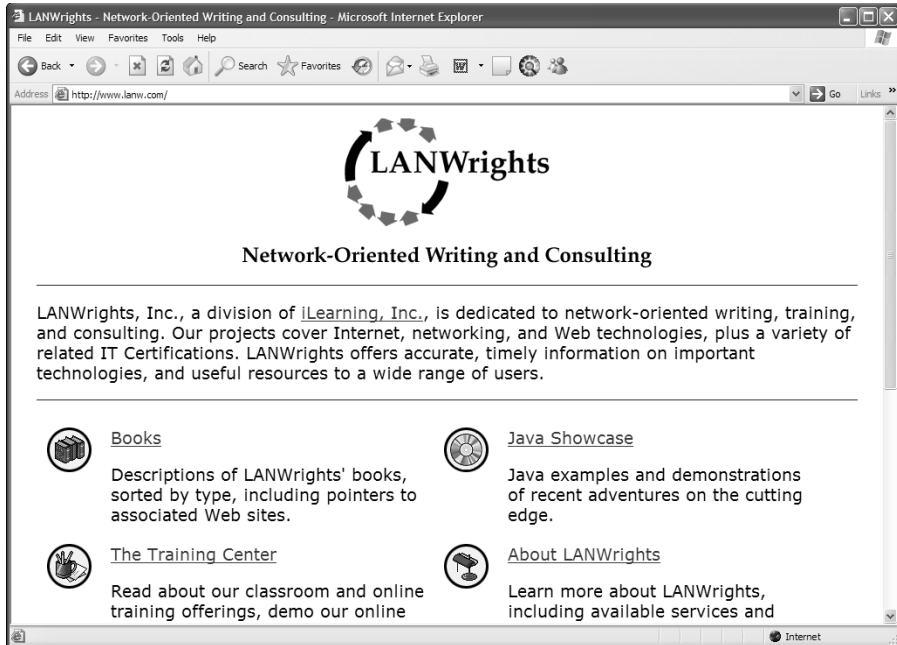 LANWrights - Network-Oriented Writing and Consulting - Microsoft Internet Explorer
File Edit View Favorites Tools Help
Back Search Favorites
Address http://www.lanw.com/ Go Links »
LANWrights
Network-Oriented Writing and Consulting
LANWrights, Inc., a division of iLearning, Inc., is dedicated to network-oriented writing, training,
and consulting. Our projects cover Internet, networking, and Web technologies, plus a variety of
related IT Certifications. LANWrights offers accurate, timely information on important
technologies, and useful resources to a wide range of users.
Books
Descriptions of LANWrights' books,
sorted by type, including pointers to
associated Web sites.
Java Showcase
Java examples and demonstrations
of recent adventures on the cutting
edge.
The Training Center
Read about our classroom and online
training offerings, demo our online
About LANWrights
Learn more about LANWrights,
including available services and
Internet